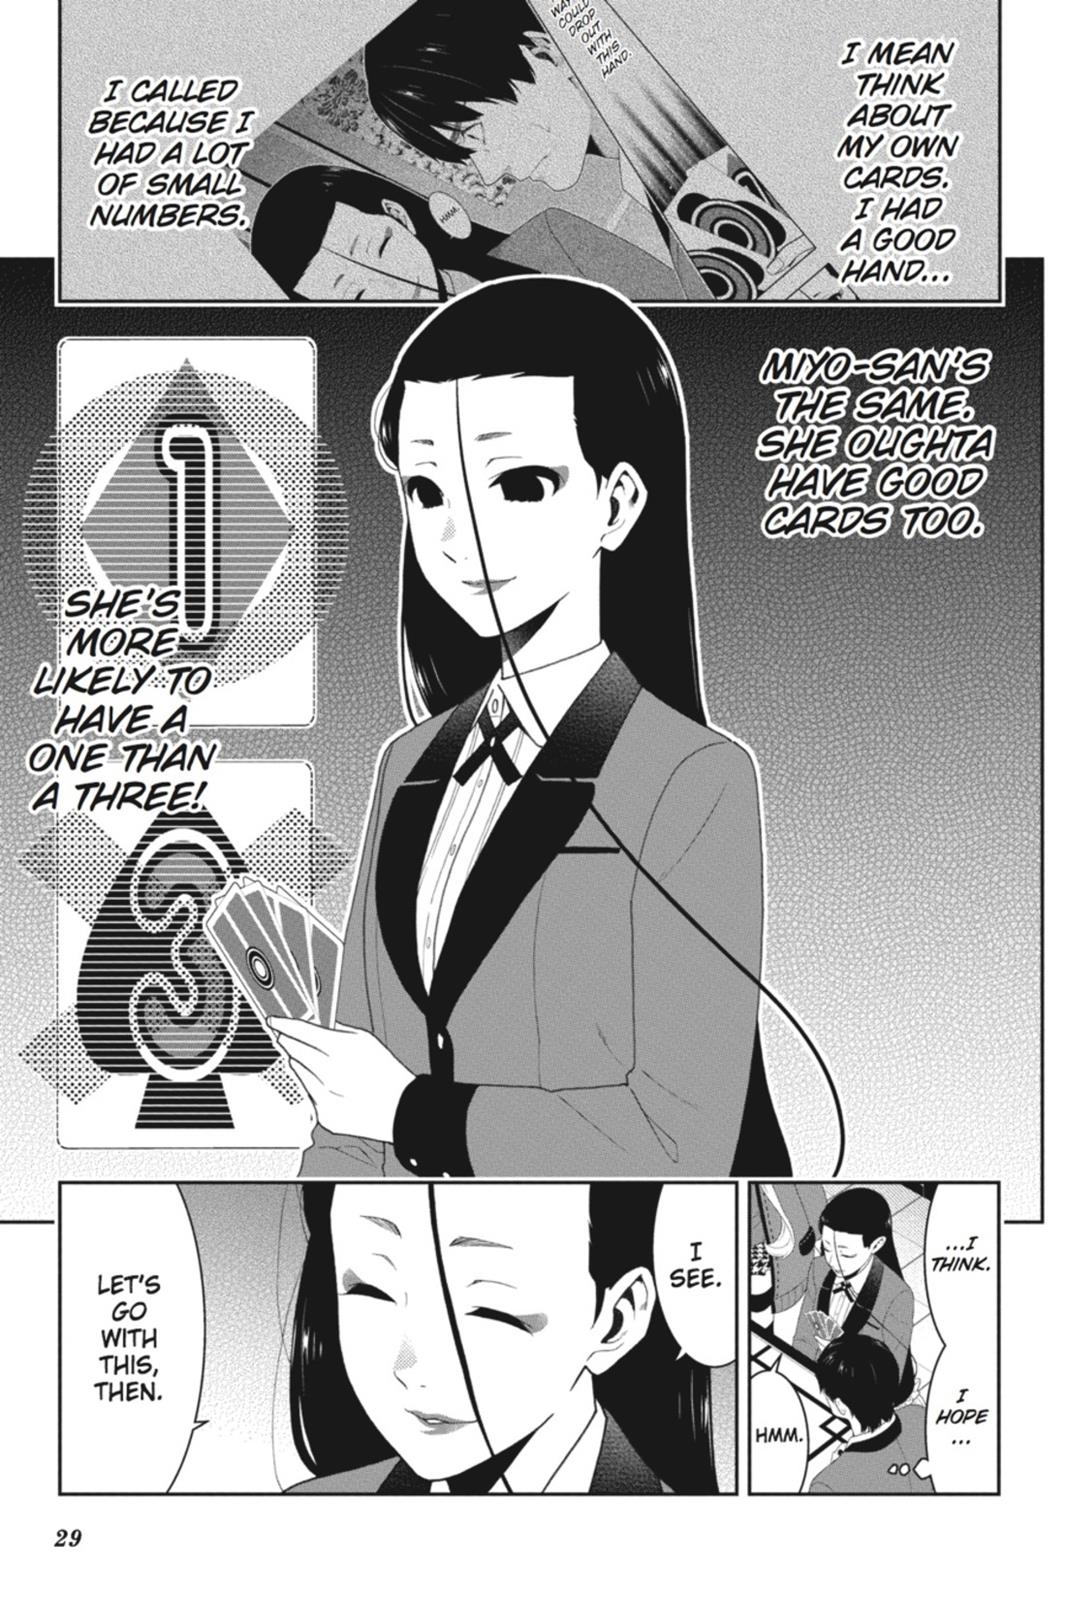 I MEAN
THINK
ABOUT
MY OWN
CARDS.
I HAD
A GOOD
HAND...
COULD
DROP
OUT
WITH
THIS
HAND.
HMM.
I CALLED
BECAUSE I
HAD A LOT
OF SMALL
NUMBERS.
MIYO-SAN'S
THE SAME.
SHE OUGHTA
HAVE GOOD
CARDS TOO.
1
SHE'S
MORE
LIKELY TO
HAVE A
ONE THAN
A THREE!
3
...I
THINK.
I
HOPE
...
HMM.
I
SEE.
LET'S
GO
WITH
THIS,
THEN.
29